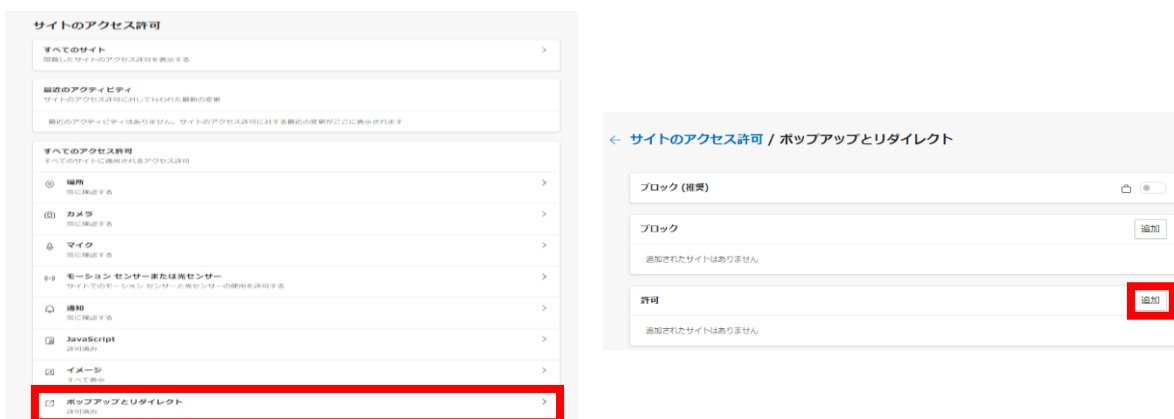 サイトのアクセス許可
すべてのサイト
閲覧したサイトのアクセス許可を表示する
最近のアクティビティ
サイトのアクセス許可に対して行われた最新の変更
最近のアクティビティはありません。サイトのアクセス許可に対する最近の変更がここに表示されます
すべてのアクセス許可
すべてのサイトに適用されるアクセス許可
場所
常に確認する
カメラ
常に確認する
マイク
常に確認する
モーション センサーまたは光センサー
サイトでのモーション センサーと光センサーの使用を許可する
通知
常に確認する
JavaScript
許可済み
イメージ
すべて表示
ポップアップとリダイレクト
許可済み
サイトのアクセス許可 / ポップアップとリダイレクト
ブロック (推奨)
ブロック 追加
追加されたサイトはありません
許可 追加
追加されたサイトはありません